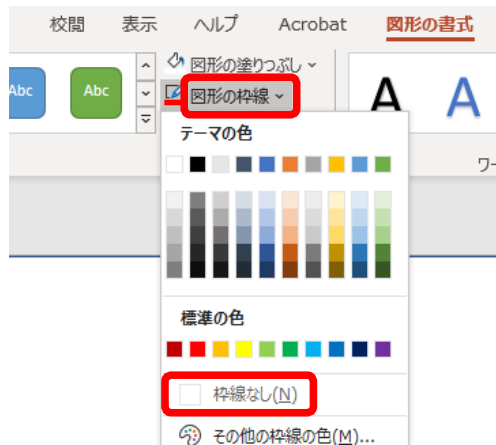 校閲 表示 ヘルプ Acrobat 図形の書式
Abc Abc 図形の塗りつぶし
図形の枠線
A A
テーマの色
ワー
標準の色
枠線なし(N)
その他の枠線の色(M)...